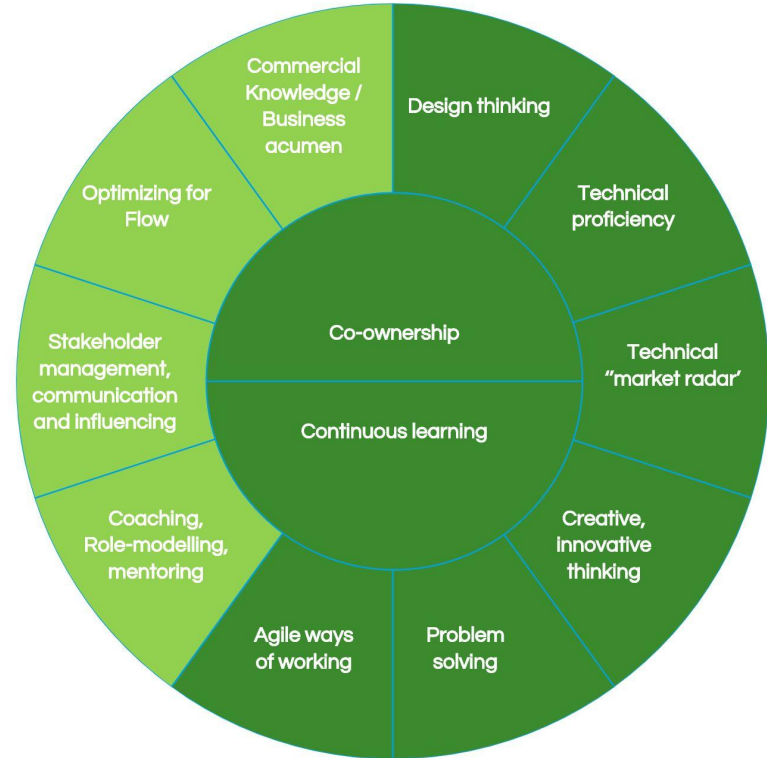 Commercial
Knowledge /
Business
acumen
Design thinking
Technical
proficiency
Technical
“market radar’
Creative,
innovative
thinking
Problem
solving
Agile ways
of working
Coaching,
Role-modelling,
mentoring
Stakeholder
management,
communication
and influencing
Optimizing for
Flow
Co-ownership
Continuous learning